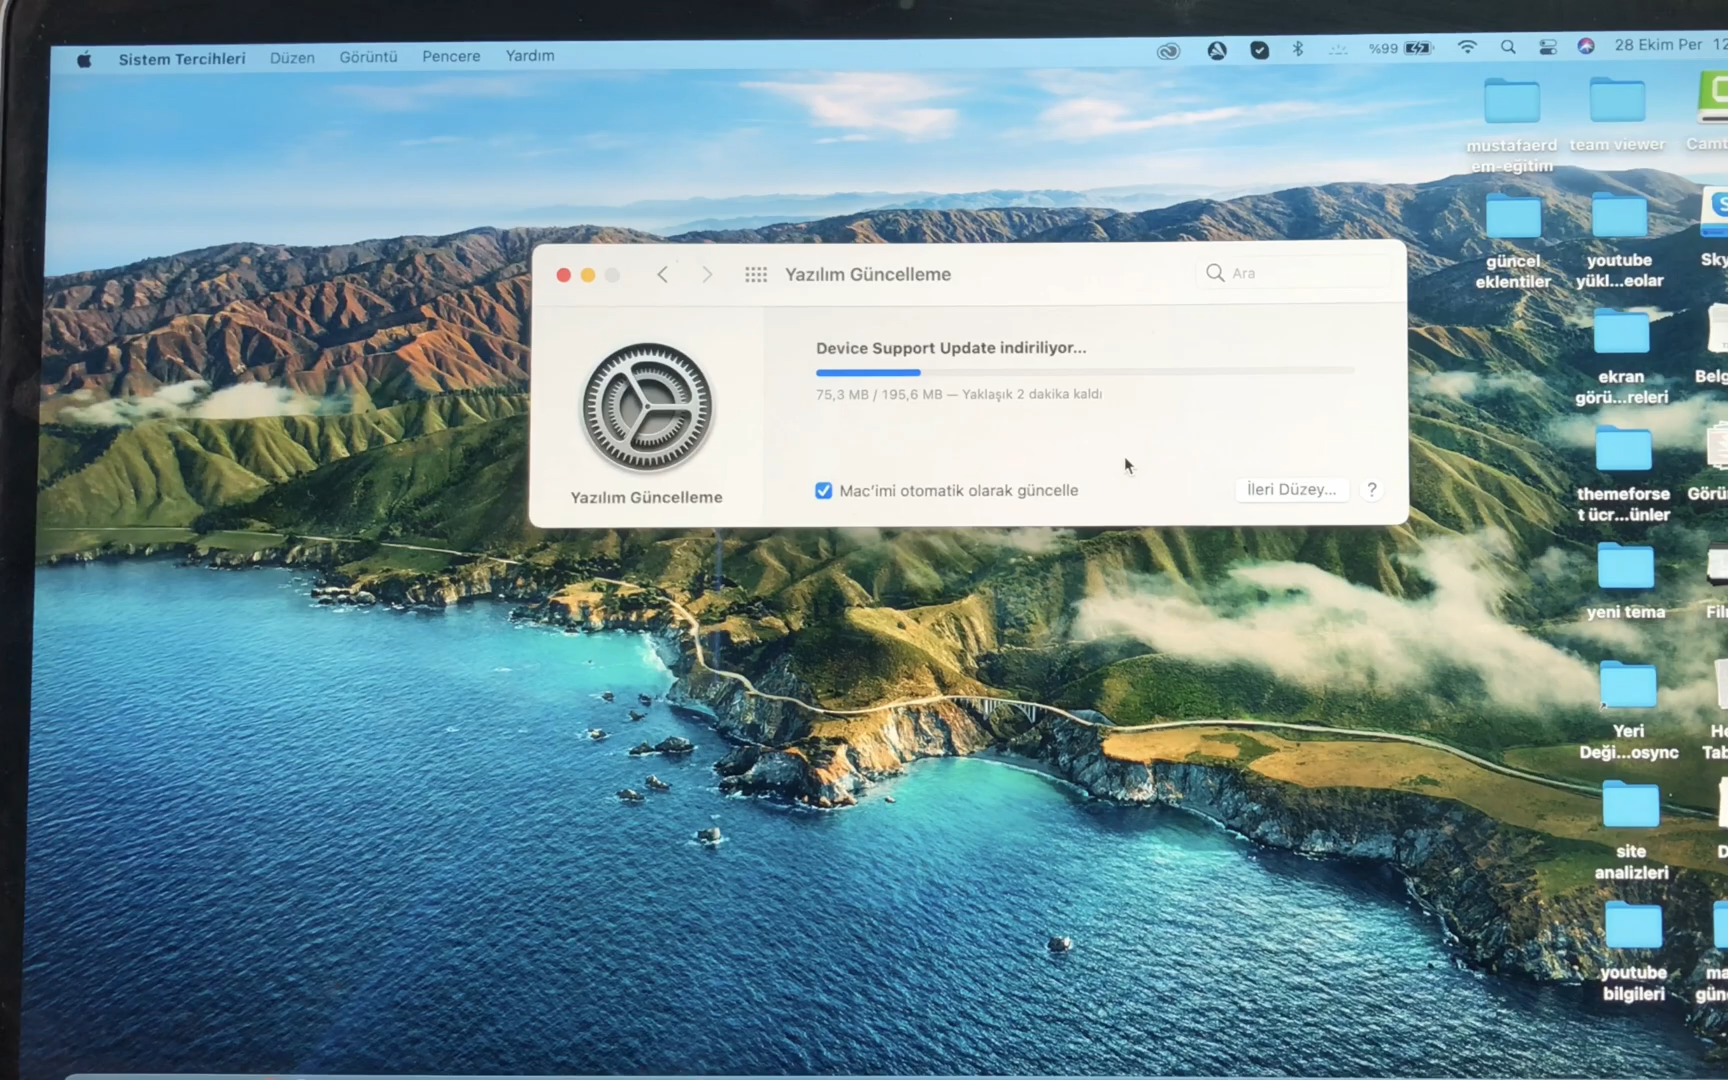 Sistem Tercihleri Düzen Görüntü Pencere Yardım
%99 28 Ekim Per 12
mustafaerd
em-eğitim
team viewer
güncel
eklentiler
youtube
yükl...eolar
ekran
görü...releri
themeforse
t ücr...ünler
yeni tema
Yeri
Deği...osync
site
analizleri
youtube
bilgileri
Yazılım Güncelleme
Ara
Device Support Update indiriliyor...
75,3 MB / 195,6 MB — Yaklaşık 2 dakika kaldı
Yazılım Güncelleme
Mac'imi otomatik olarak güncelle
İleri Düzey...
?